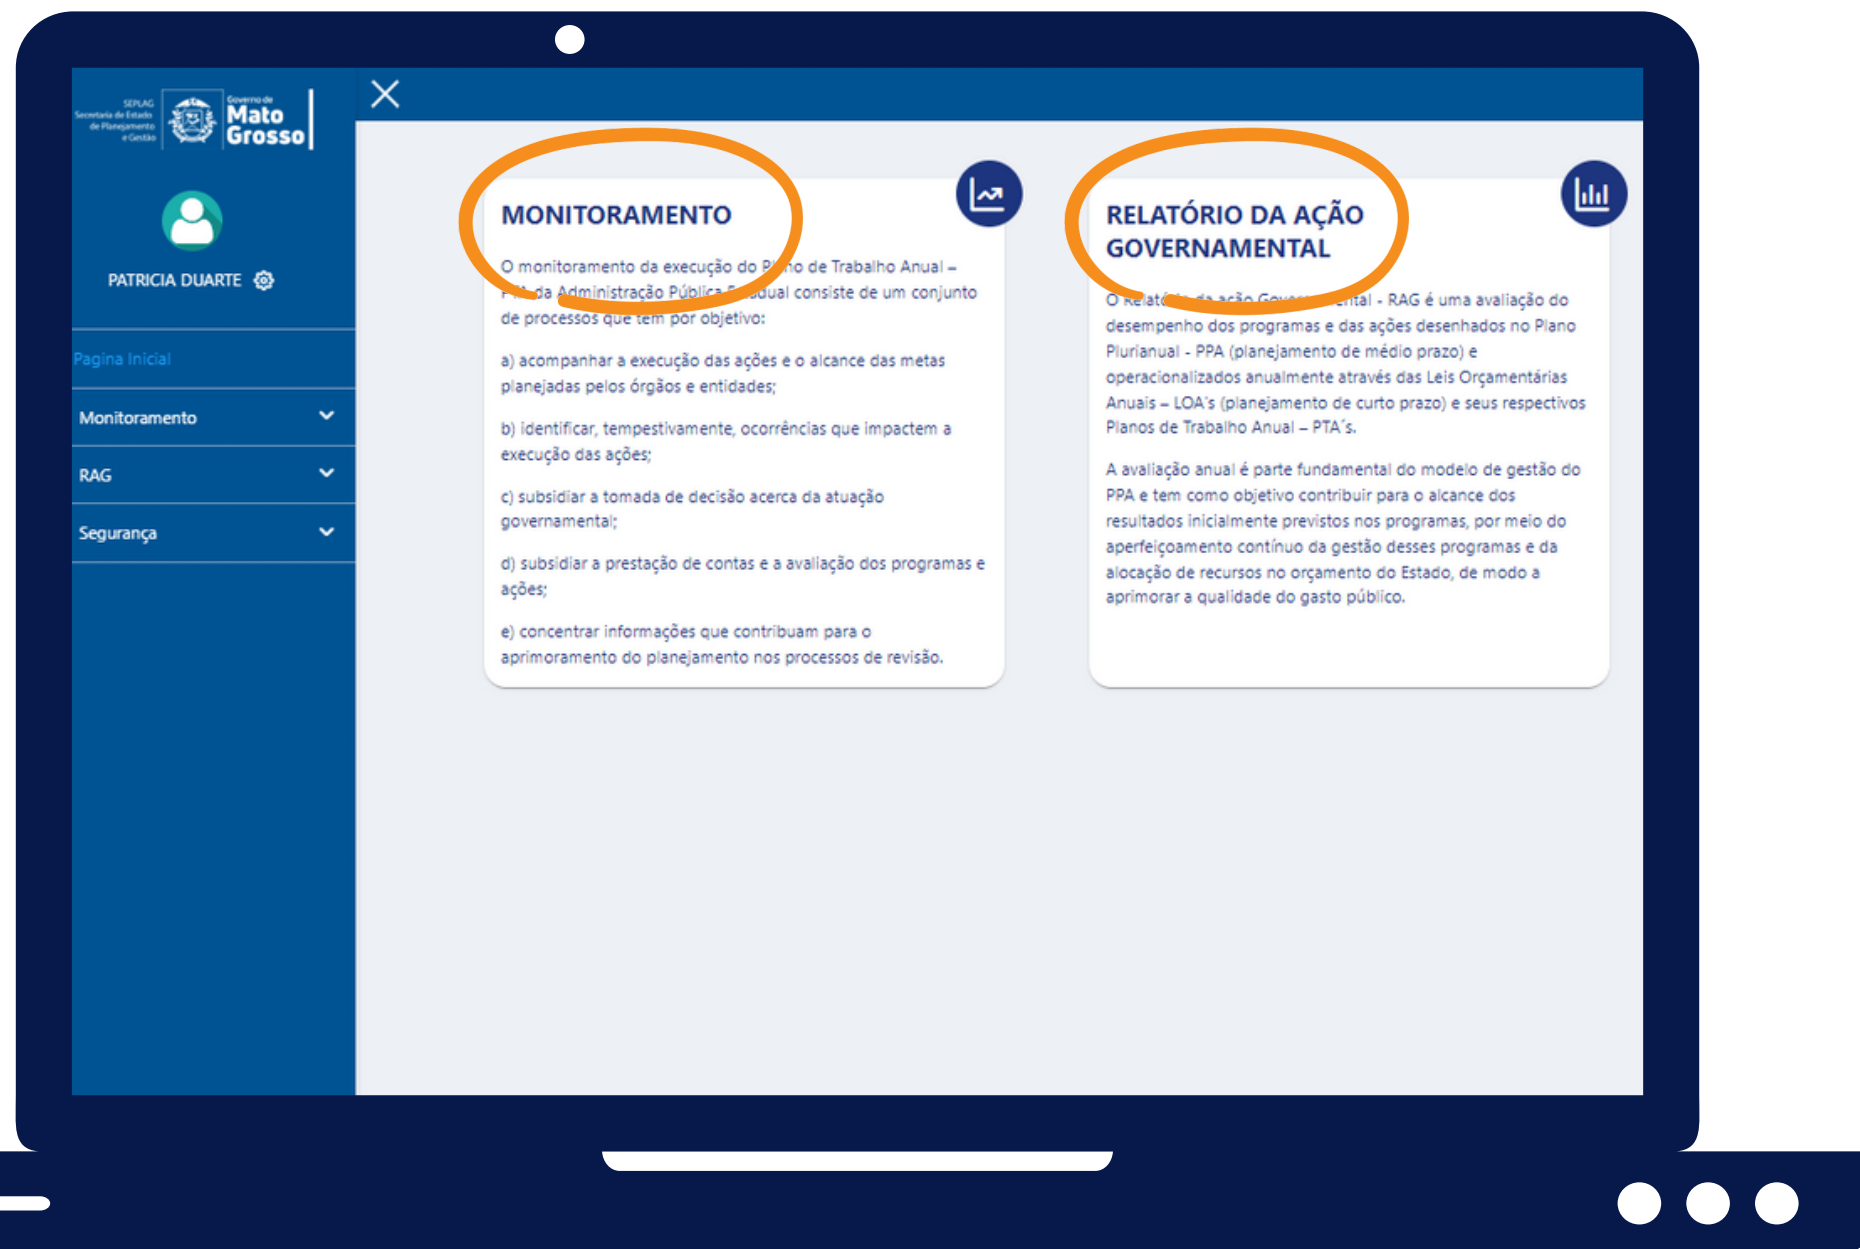 SEPLAG
Secretaria de Estado
de Planejamento
e Gestão
Governo de
Mato
Grosso
PATRICIA DUARTE
Pagina Inicial
Monitoramento
RAG
Segurança
MONITORAMENTO
O monitoramento da execução do Plano de Trabalho Anual –
PTA da Administração Pública Estadual consiste de um conjunto
de processos que tem por objetivo:
a) acompanhar a execução das ações e o alcance das metas
planejadas pelos órgãos e entidades;
b) identificar, tempestivamente, ocorrências que impactem a
execução das ações;
c) subsidiar a tomada de decisão acerca da atuação
governamental;
d) subsidiar a prestação de contas e a avaliação dos programas e
ações;
e) concentrar informações que contribuam para o
aprimoramento do planejamento nos processos de revisão.
RELATÓRIO DA AÇÃO
GOVERNAMENTAL
O Relatório da ação Governamental - RAG é uma avaliação do
desempenho dos programas e das ações desenhados no Plano
Plurianual - PPA (planejamento de médio prazo) e
operacionalizados anualmente através das Leis Orçamentárias
Anuais – LOA's (planejamento de curto prazo) e seus respectivos
Planos de Trabalho Anual – PTA´s.
A avaliação anual é parte fundamental do modelo de gestão do
PPA e tem como objetivo contribuir para o alcance dos
resultados inicialmente previstos nos programas, por meio do
aperfeiçoamento contínuo da gestão desses programas e da
alocação de recursos no orçamento do Estado, de modo a
aprimorar a qualidade do gasto público.